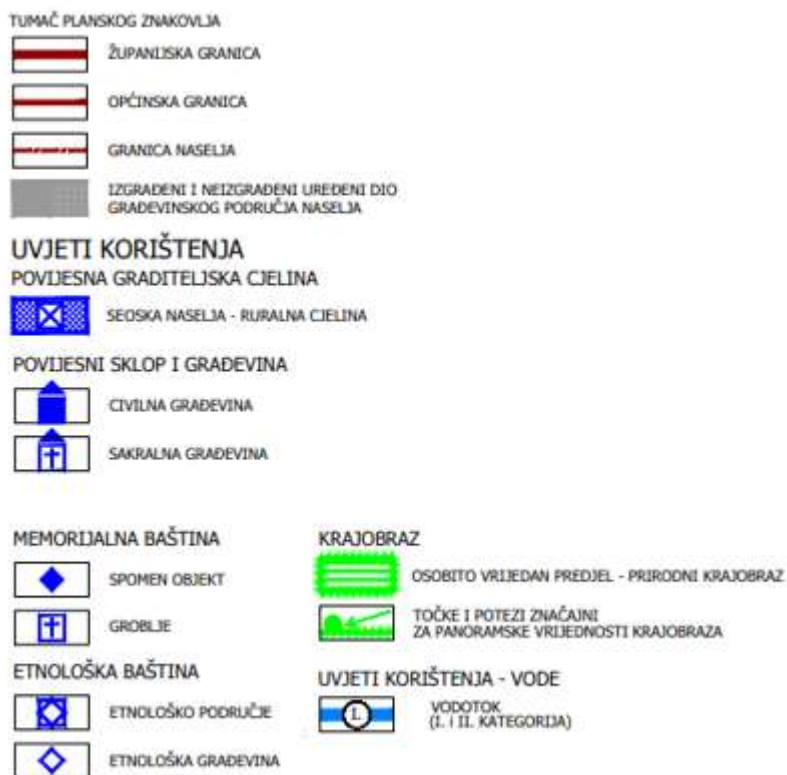 TUMAČ PLANSKOG ZNAKOVLJA
ŽUPANIJSKA GRANICA
OPĆINSKA GRANICA
GRANICA NASELJA
IZGRAĐENI I NEIZGRAĐENI UREĐENI DIO
GRAĐEVINSKOG PODRUČJA NASELJA
UVJETI KORIŠTENJA
POVIJESNA GRADITELJSKA CJELINA
SEOSKA NASELJA - RURALNA CJELINA
POVIJESNI SKLOP I GRAĐEVINA
CIVILNA GRAĐEVINA
SAKRALNA GRAĐEVINA
MEMORIJALNA BAŠTINA
SPOMEN OBJEKT
GROBLJE
ETNOLOŠKA BAŠTINA
ETNOLOŠKO PODRUČJE
ETNOLOŠKA GRAĐEVINA
KRAJOBRAZ
OSOBITO VRIJEDAN PREDJEL - PRIRODNI KRAJOBRAZ
TOČKE I POTEZI ZNAČAJNI
ZA PANORAMSKE VRIJEDNOSTI KRAJOBRAZA
UVJETI KORIŠTENJA - VODE
I.
VODOTOK
(I. i II. KATEGORIJA)